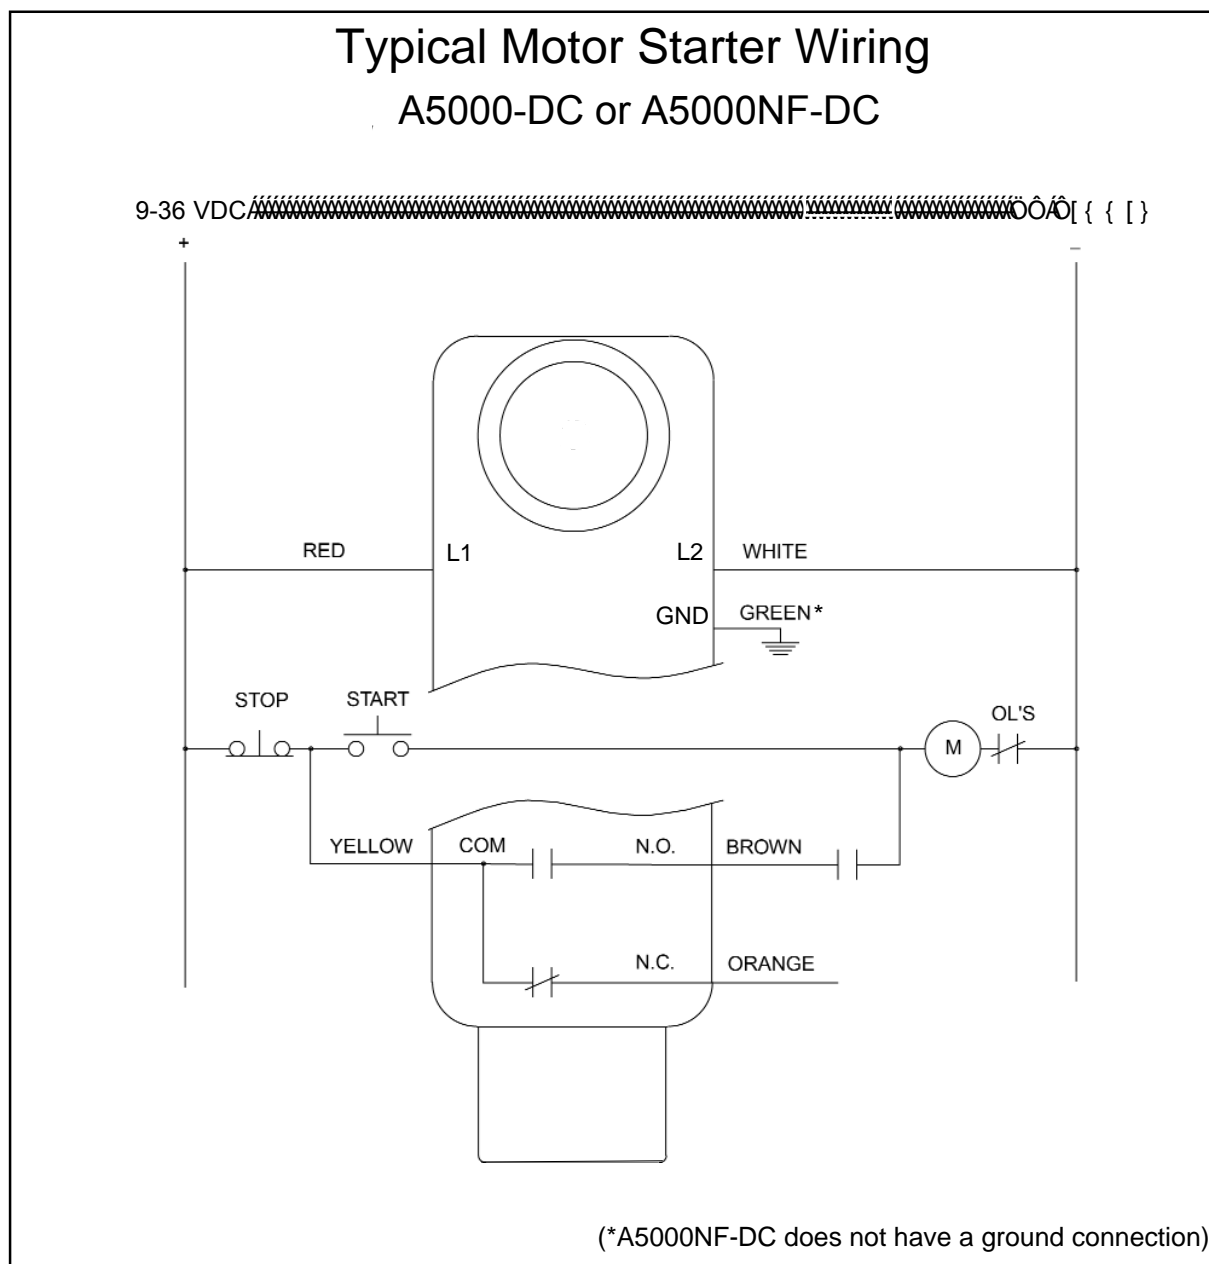 Typical Motor Starter Wiring
A5000-DC or A5000NF-DC
9-36 VDC
+ –
RED L1 L2 WHITE
GND GREEN*
STOP START OL'S
M
YELLOW COM N.O. BROWN
N.C. ORANGE
(*A5000NF-DC does not have a ground connection)